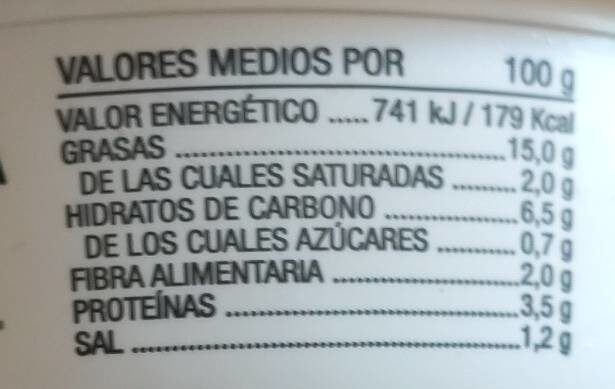 VALORES MEDIOS POR 100 g
VALOR ENERGÉTICO ..... 741 kJ / 179 Kcal
GRASAS ..... 15,0 g
DE LAS CUALES SATURADAS ..... 2,0 g
HIDRATOS DE CARBONO ..... 6,5 g
DE LOS CUALES AZÚCARES ..... 0,7 g
FIBRA ALIMENTARIA ..... 2,0 g
PROTEÍNAS ..... 3,5 g
SAL ..... 1,2 g